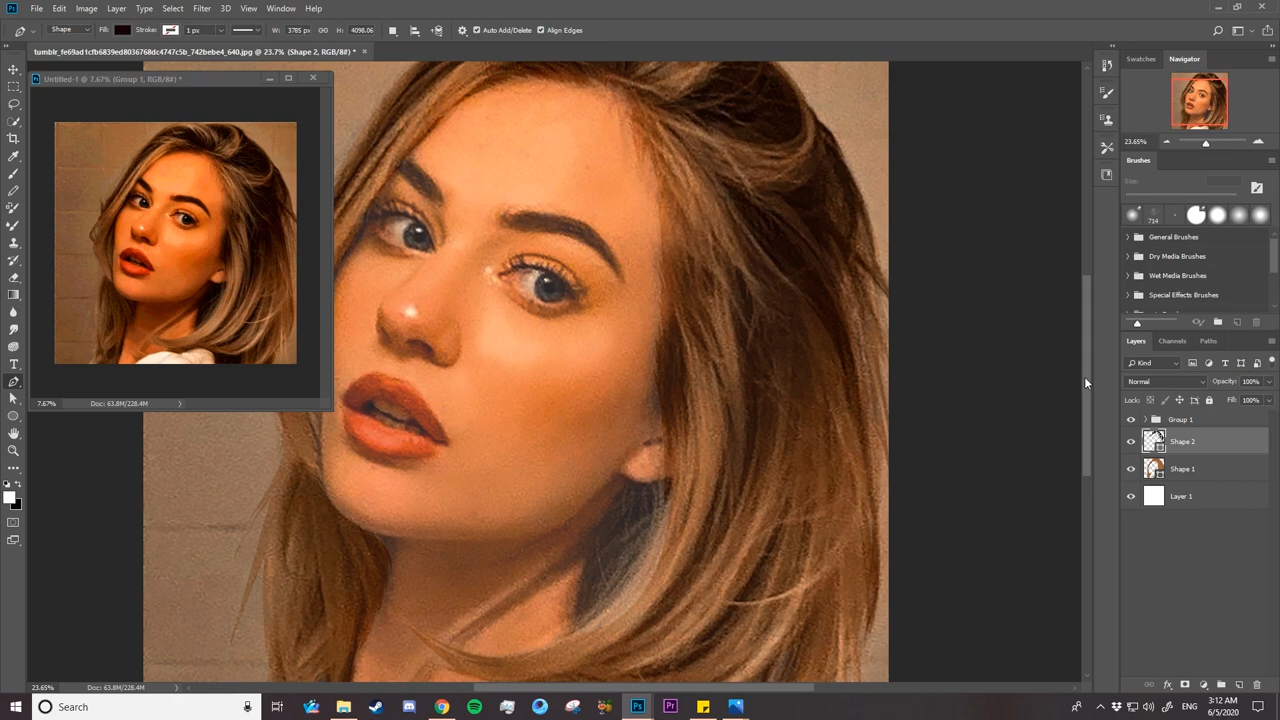 File Edit Image Layer Type Select Filter 3D View Window Help
Shape Fill: Stroke: 1 px W: 3785 px H: 4098.06 Auto Add/Delete Align Edges
tumblr_fe69ad1cfb6839ed8036768dc4747c5b_742bebe4_640.jpg @ 23.7% (Shape 2, RGB/8#) * ×
Untitled-1 @ 7.67% (Group 1, RGB/8#) *
7.67% Doc: 63.8M/228.4M
Swatches Navigator
23.65%
Brushes
Size:
714
General Brushes
Dry Media Brushes
Wet Media Brushes
Special Effects Brushes
Layers Channels Paths
Kind
Normal Opacity: 100%
Lock: Fill: 100%
Group 1
Shape 2
Shape 1
Layer 1
23.65% Doc: 63.8M/228.4M
Search
ENG
3:12 AM
6/5/2020